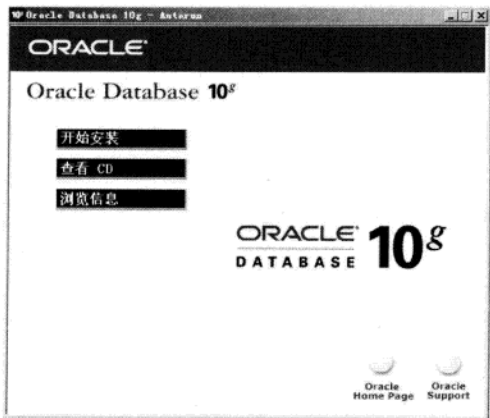 Oracle Database 10g - Autorun
ORACLE
Oracle Database 10g
开始安装
查看 CD
浏览信息
ORACLE 10g
DATABASE
Oracle Home Page
Oracle Support